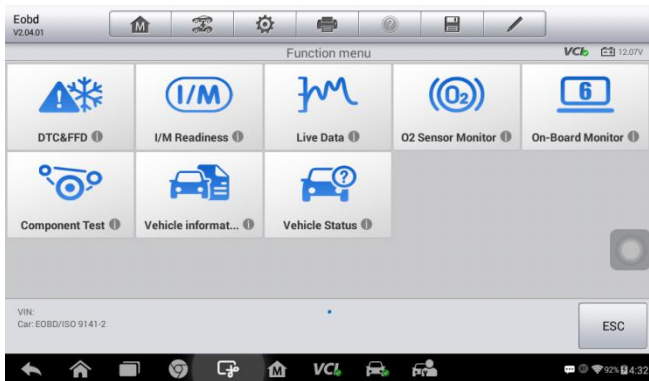 Eobd
V2.04.01
M
Function menu
VCI 12.07V
I/M
O2
6
DTC&FFD
I/M Readiness
Live Data
O2 Sensor Monitor
On-Board Monitor
?
Component Test
Vehicle informat...
Vehicle Status
VIN:
Car: EOBD/ISO 9141-2
ESC
M
VCI
92% 4:32